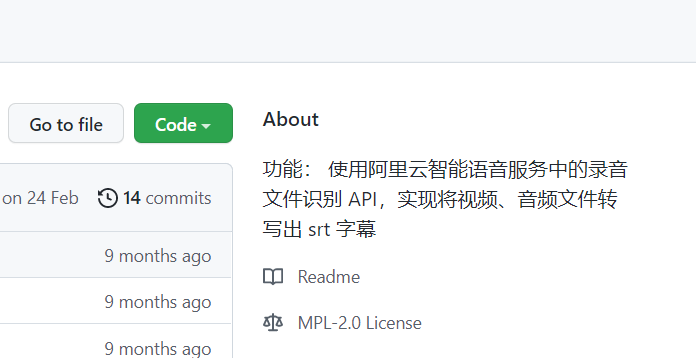 Go to file
Code
About
功能： 使用阿里云智能语音服务中的录音
文件识别 API，实现将视频、音频文件转
写出 srt 字幕
on 24 Feb
14 commits
9 months ago
9 months ago
9 months ago
Readme
MPL-2.0 License